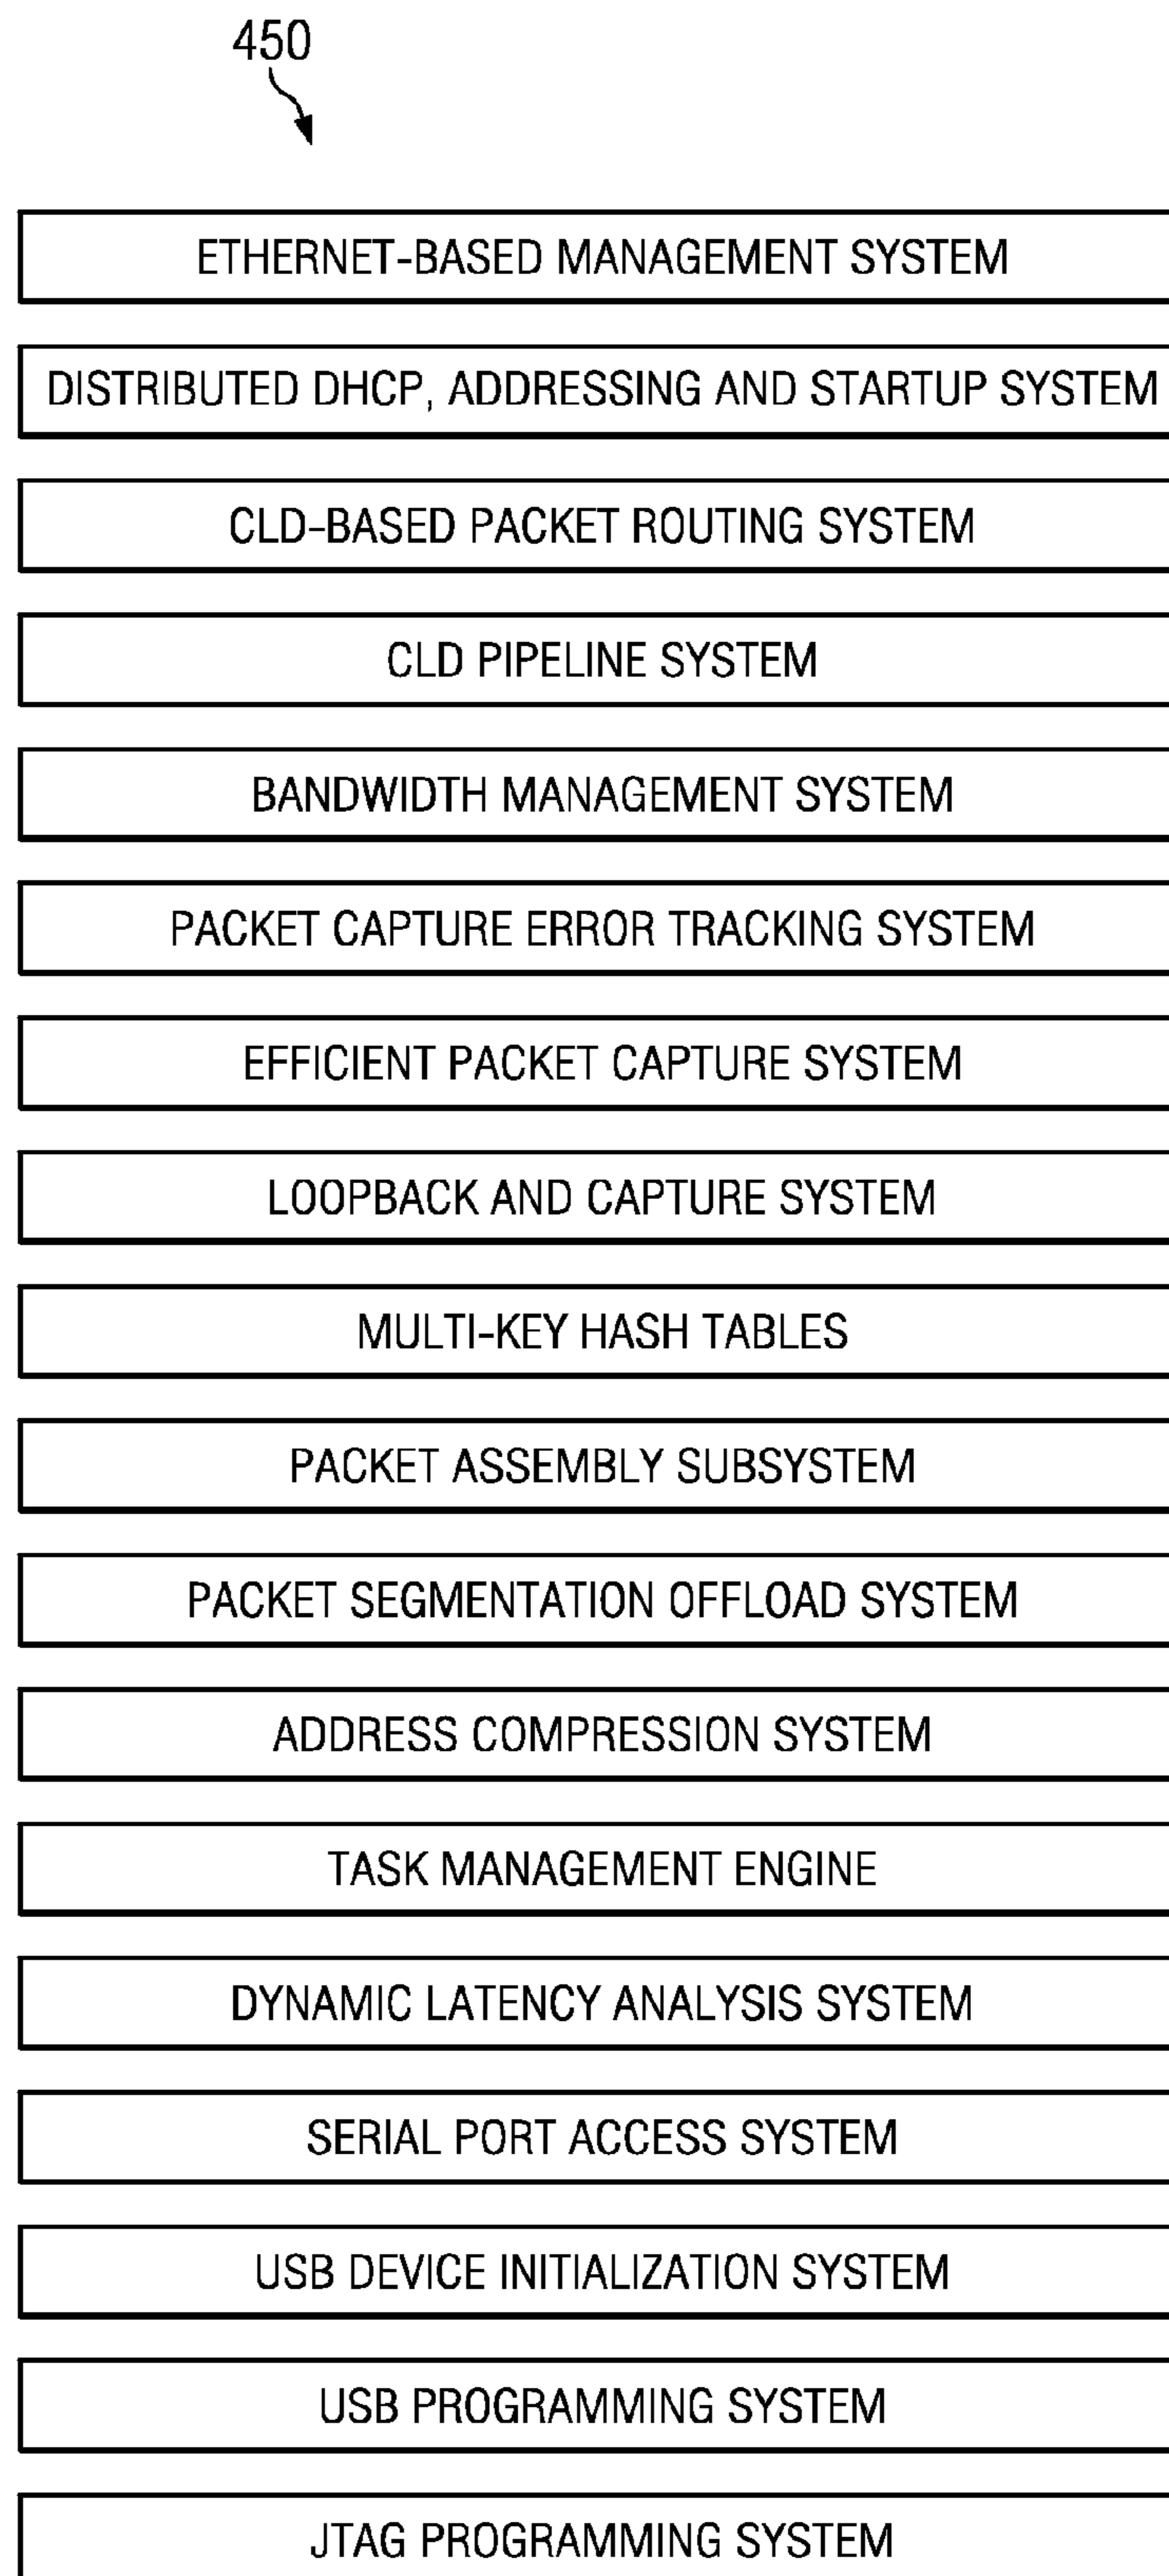 450
ETHERNET-BASED MANAGEMENT SYSTEM
DISTRIBUTED DHCP, ADDRESSING AND STARTUP SYSTEM
CLD-BASED PACKET ROUTING SYSTEM
CLD PIPELINE SYSTEM
BANDWIDTH MANAGEMENT SYSTEM
PACKET CAPTURE ERROR TRACKING SYSTEM
EFFICIENT PACKET CAPTURE SYSTEM
LOOPBACK AND CAPTURE SYSTEM
MULTI-KEY HASH TABLES
PACKET ASSEMBLY SUBSYSTEM
PACKET SEGMENTATION OFFLOAD SYSTEM
ADDRESS COMPRESSION SYSTEM
TASK MANAGEMENT ENGINE
DYNAMIC LATENCY ANALYSIS SYSTEM
SERIAL PORT ACCESS SYSTEM
USB DEVICE INITIALIZATION SYSTEM
USB PROGRAMMING SYSTEM
JTAG PROGRAMMING SYSTEM